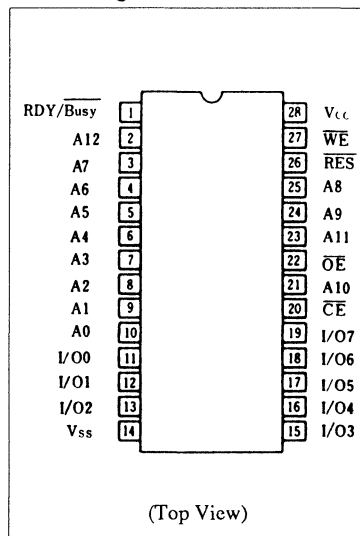 RDY/Busy 1 28 Vcc
A12 2 27 WE
A7 3 26 RES
A6 4 25 A8
A5 5 24 A9
A4 6 23 A11
A3 7 22 OE
A2 8 21 A10
A1 9 20 CE
A0 10 19 I/O7
I/O0 11 18 I/O6
I/O1 12 17 I/O5
I/O2 13 16 I/O4
Vss 14 15 I/O3
(Top View)